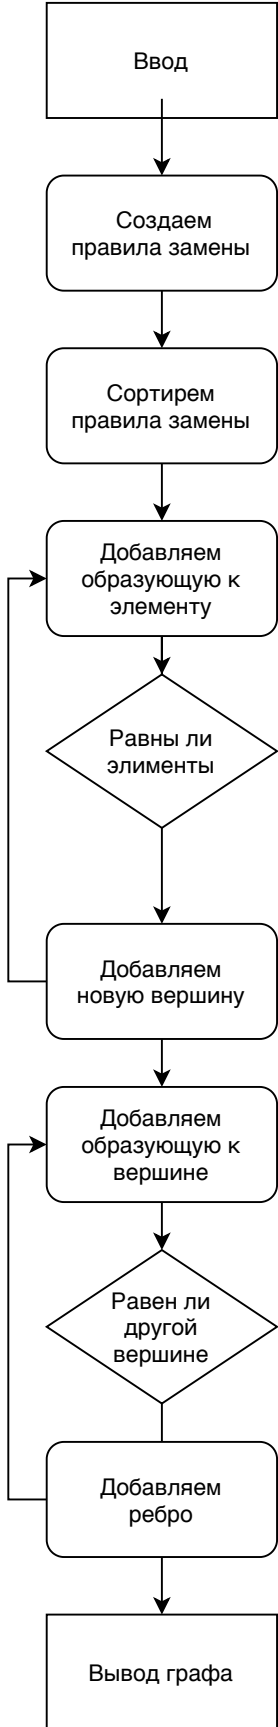 Ввод
Создаем
правила замены
Сортирем
правила замены
Добавляем
образующую к
элементу
Равны ли
элименты
Добавляем
новую вершину
Добавляем
образующую к
вершине
Равен ли
другой
вершине
Добавляем
ребро
Вывод графа